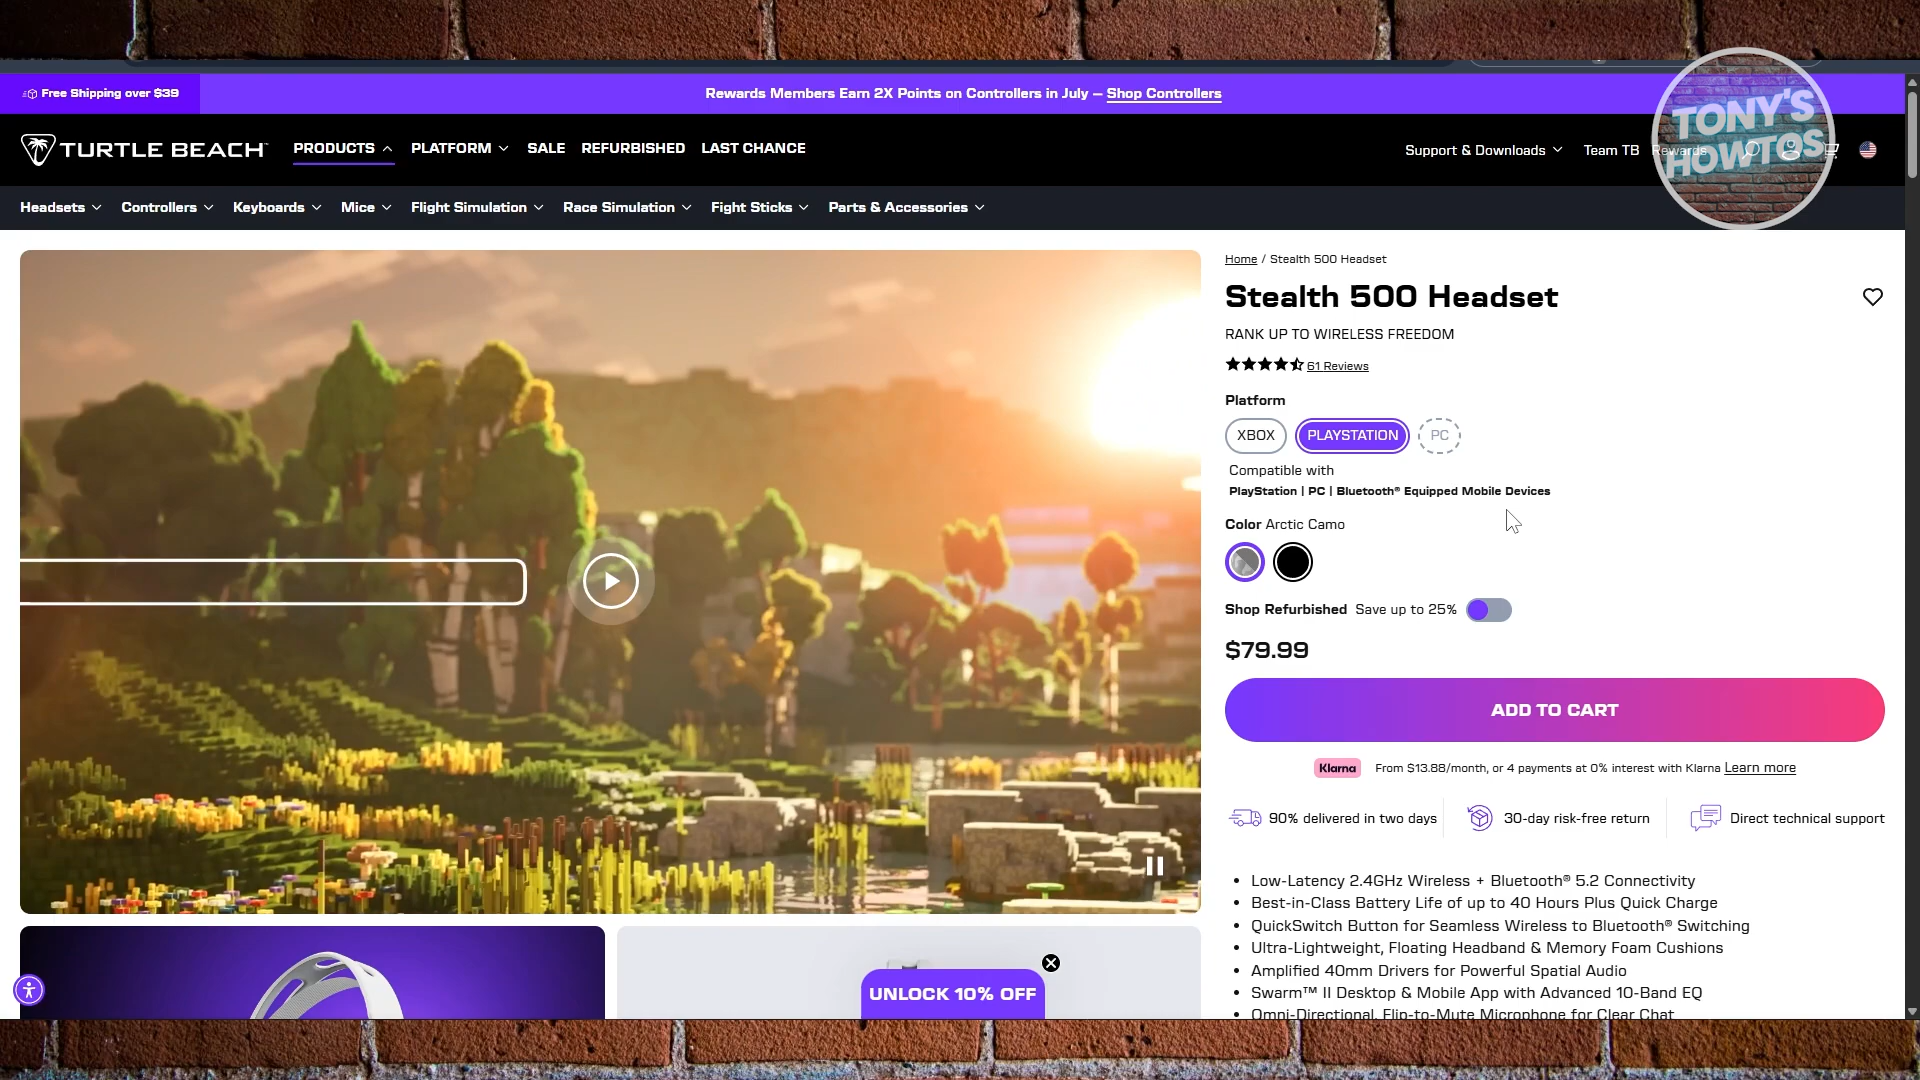 Free Shipping over $39
Rewards Members Earn 2X Points on Controllers in July – Shop Controllers
TURTLE BEACH
PRODUCTS PLATFORM SALE REFURBISHED LAST CHANCE
Support & Downloads Team TB Rewards
TONY'S
HOWTOS
Headsets Controllers Keyboards Mice Flight Simulation Race Simulation Fight Sticks Parts & Accessories
Home / Stealth 500 Headset
Stealth 500 Headset
RANK UP TO WIRELESS FREEDOM
61 Reviews
Platform
XBOX PLAYSTATION PC
Compatible with
PlayStation | PC | Bluetooth® Equipped Mobile Devices
Color Arctic Camo
Shop Refurbished Save up to 25%
$79.99
ADD TO CART
Klarna From $13.88/month, or 4 payments at 0% interest with Klarna Learn more
90% delivered in two days
30-day risk-free return
Direct technical support
• Low-Latency 2.4GHz Wireless + Bluetooth® 5.2 Connectivity
• Best-in-Class Battery Life of up to 40 Hours Plus Quick Charge
• QuickSwitch Button for Seamless Wireless to Bluetooth® Switching
• Ultra-Lightweight, Floating Headband & Memory Foam Cushions
• Amplified 40mm Drivers for Powerful Spatial Audio
• Swarm™ II Desktop & Mobile App with Advanced 10-Band EQ
• Omni-Directional, Flip-to-Mute Microphone for Clear Chat
UNLOCK 10% OFF